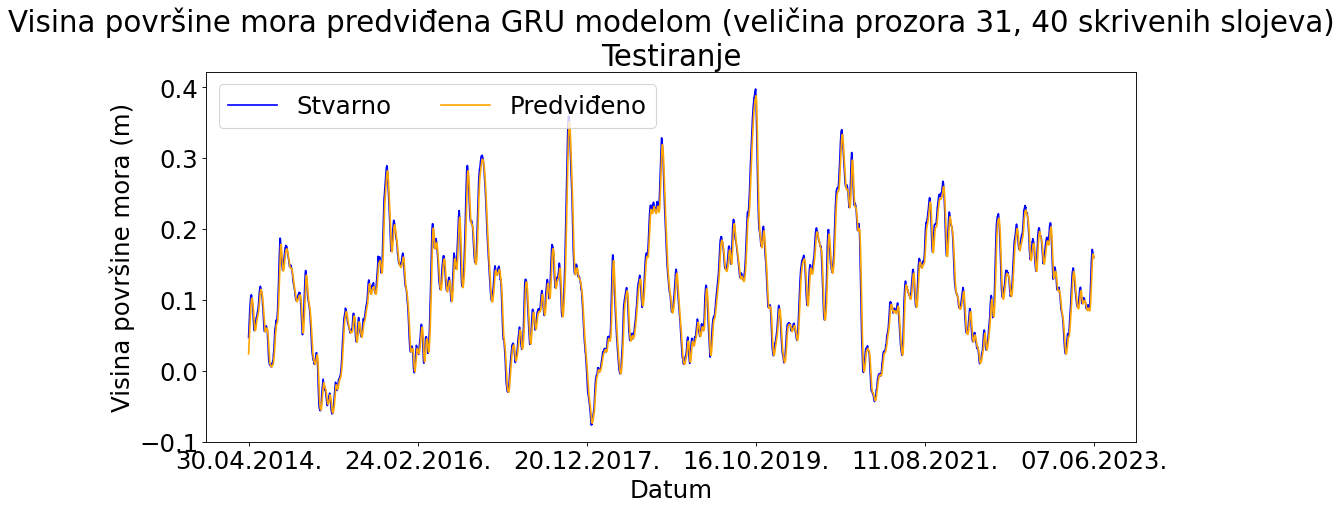 Visina površine mora predviđena GRU modelom (veličina prozora 31, 40 skrivenih slojeva)
Testiranje
Stvarno
Predviđeno
Visina površine mora (m)
0.4
0.3
0.2
0.1
0.0
−0.1
30.04.2014.
24.02.2016.
20.12.2017.
16.10.2019.
11.08.2021.
07.06.2023.
Datum